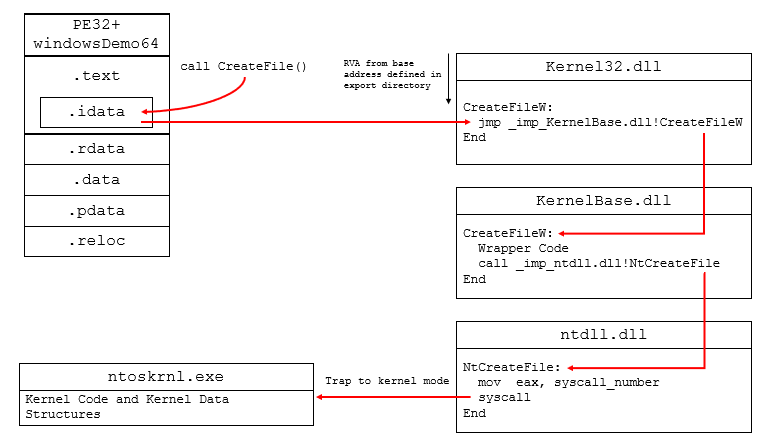 PE32+
windowsDemo64
.text
.idata
.rdata
.data
.pdata
.reloc
call CreateFile()
RVA from base
address defined in
export directory
Kernel32.dll
CreateFileW:
jmp _imp_KernelBase.dll!CreateFileW
End
KernelBase.dll
CreateFileW:
Wrapper Code
call _imp_ntdll.dll!NtCreateFile
End
ntdll.dll
NtCreateFile:
mov eax, syscall_number
syscall
End
Trap to kernel mode
ntoskrnl.exe
Kernel Code and Kernel Data
Structures